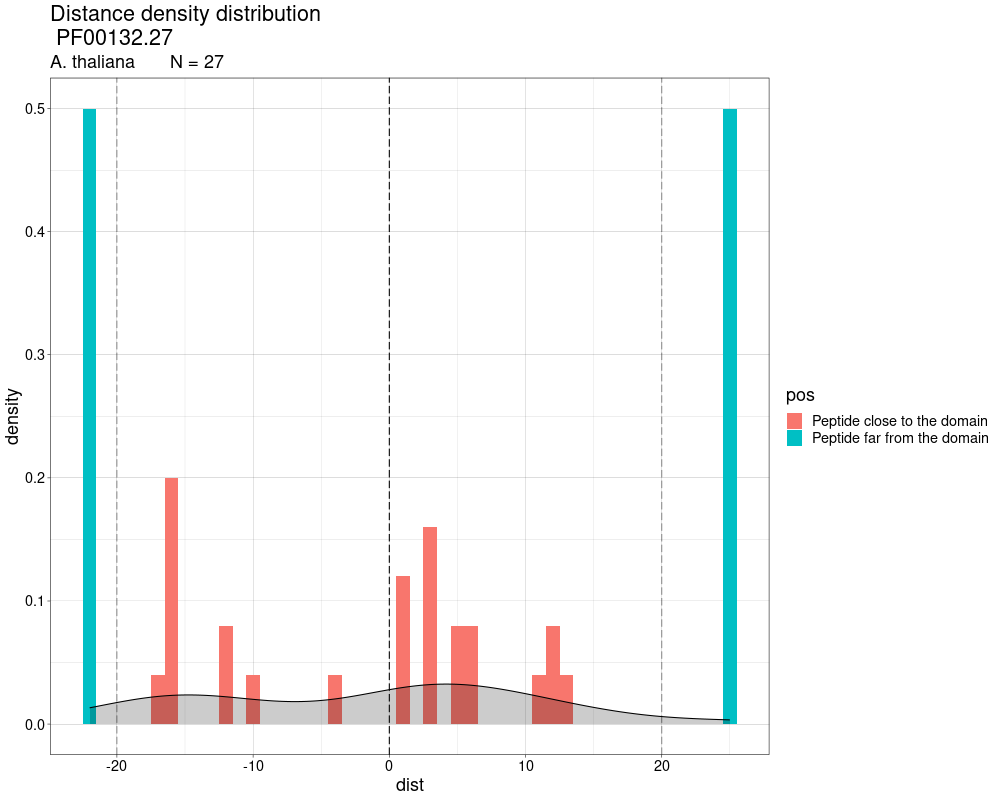 Distance density distribution
PF00132.27
A. thaliana N = 27
density
0.5
0.4
0.3
0.2
0.1
0.0
-20 -10 0 10 20
dist
pos
Peptide close to the domain
Peptide far from the domain